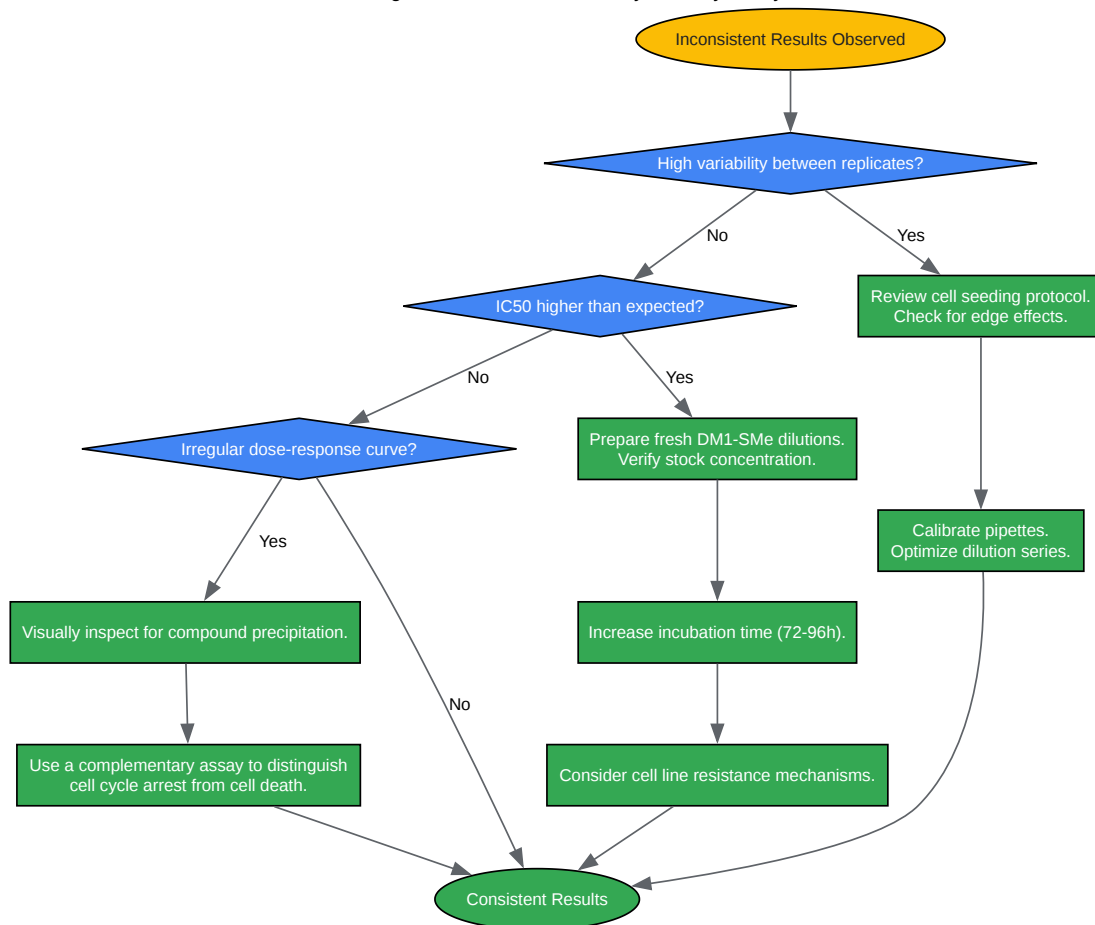 Inconsistent Results Observed
High variability between replicates?
No
Yes
IC50 higher than expected?
Review cell seeding protocol.
Check for edge effects.
No
Yes
Irregular dose-response curve?
Prepare fresh DM1-SMe dilutions.
Verify stock concentration.
Calibrate pipettes.
Optimize dilution series.
Yes
Visually inspect for compound precipitation.
Increase incubation time (72-96h).
No
Use a complementary assay to distinguish
cell cycle arrest from cell death.
Consider cell line resistance mechanisms.
Consistent Results